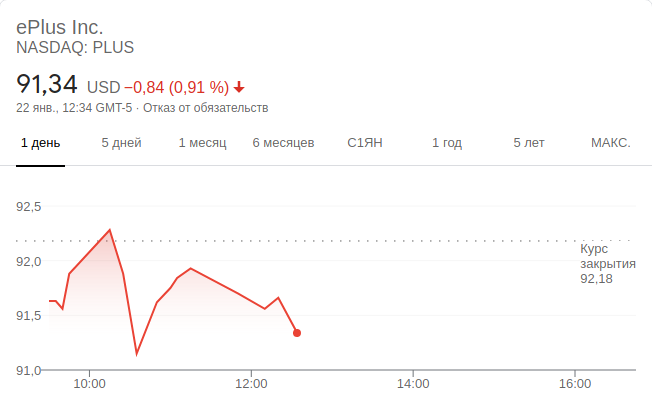 ePlus Inc.
NASDAQ: PLUS
91,34 USD −0,84 (0,91 %)
22 янв., 12:34 GMT-5 · Отказ от обязательств
1 день 5 дней 1 месяц 6 месяцев С1ЯН 1 год 5 лет МАКС.
92,5
Курс
закрытия
92,18
92,0
91,5
91,0
10:00 12:00 14:00 16:00